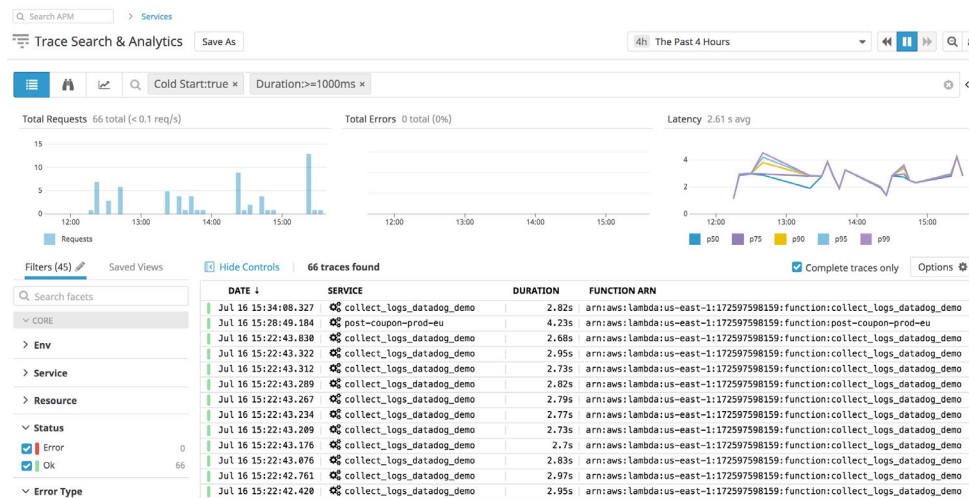 Search APM > Services
Trace Search & Analytics Save As 4h The Past 4 Hours
Cold Start:true × Duration:>=1000ms ×
Total Requests 66 total (< 0.1 req/s) Total Errors 0 total (0%) Latency 2.61 s avg
15
10
5
0
12:00 13:00 14:00 15:00
Requests
12:00 13:00 14:00 15:00
4
2
0
12:00 13:00 14:00 15:00
p50 p75 p90 p95 p99
Filters (45) Saved Views
Hide Controls 66 traces found Complete traces only Options
Search facets
CORE
> Env
> Service
> Resource
Status
Error 0
Ok 66
Error Type
DATE ↓ SERVICE DURATION FUNCTION ARN
Jul 16 15:34:08.327 collect_logs_datadog_demo 2.82s arn:aws:lambda:us-east-1:172597598159:function:collect_logs_datadog_demo
Jul 16 15:28:49.184 post-coupon-prod-eu 4.23s arn:aws:lambda:us-east-1:172597598159:function:post-coupon-prod-eu
Jul 16 15:22:43.830 collect_logs_datadog_demo 2.68s arn:aws:lambda:us-east-1:172597598159:function:collect_logs_datadog_demo
Jul 16 15:22:43.322 collect_logs_datadog_demo 2.95s arn:aws:lambda:us-east-1:172597598159:function:collect_logs_datadog_demo
Jul 16 15:22:43.312 collect_logs_datadog_demo 2.73s arn:aws:lambda:us-east-1:172597598159:function:collect_logs_datadog_demo
Jul 16 15:22:43.289 collect_logs_datadog_demo 2.82s arn:aws:lambda:us-east-1:172597598159:function:collect_logs_datadog_demo
Jul 16 15:22:43.267 collect_logs_datadog_demo 2.79s arn:aws:lambda:us-east-1:172597598159:function:collect_logs_datadog_demo
Jul 16 15:22:43.234 collect_logs_datadog_demo 2.77s arn:aws:lambda:us-east-1:172597598159:function:collect_logs_datadog_demo
Jul 16 15:22:43.209 collect_logs_datadog_demo 2.73s arn:aws:lambda:us-east-1:172597598159:function:collect_logs_datadog_demo
Jul 16 15:22:43.176 collect_logs_datadog_demo 2.7s arn:aws:lambda:us-east-1:172597598159:function:collect_logs_datadog_demo
Jul 16 15:22:43.076 collect_logs_datadog_demo 2.83s arn:aws:lambda:us-east-1:172597598159:function:collect_logs_datadog_demo
Jul 16 15:22:42.761 collect_logs_datadog_demo 2.97s arn:aws:lambda:us-east-1:172597598159:function:collect_logs_datadog_demo
Jul 16 15:22:42.420 collect_logs_datadog_demo 2.95s arn:aws:lambda:us-east-1:172597598159:function:collect_logs_datadog_demo